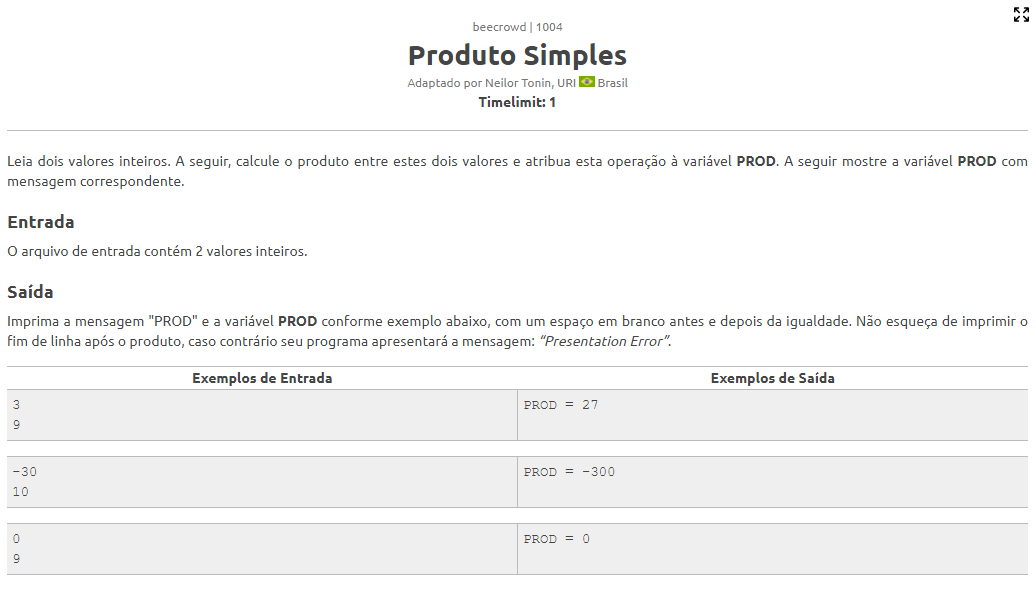 beecrowd | 1004
Produto Simples
Adaptado por Neilor Tonin, URI Brasil
Timelimit: 1
Leia dois valores inteiros. A seguir, calcule o produto entre estes dois valores e atribua esta operação à variável PROD. A seguir mostre a variável PROD com
mensagem correspondente.
Entrada
O arquivo de entrada contém 2 valores inteiros.
Saída
Imprima a mensagem "PROD" e a variável PROD conforme exemplo abaixo, com um espaço em branco antes e depois da igualdade. Não esqueça de imprimir o
fim de linha após o produto, caso contrário seu programa apresentará a mensagem: “Presentation Error”.
Exemplos de Entrada Exemplos de Saída
3 PROD = 27
9
-30 PROD = -300
10
0 PROD = 0
9